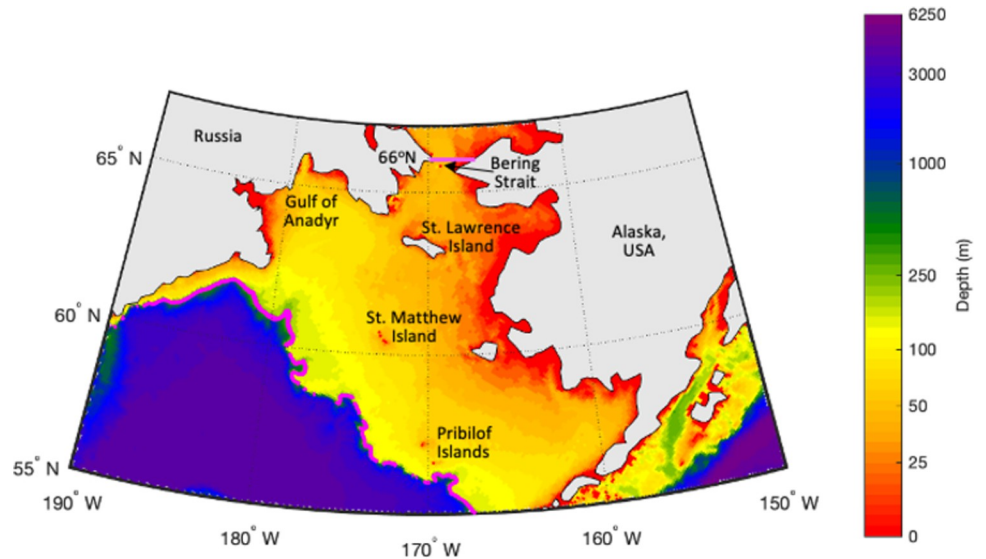 Russia
66°N
Bering
Strait
65° N
Gulf of
Anadyr
St. Lawrence
Island
Alaska,
USA
60° N
St. Matthew
Island
Pribilof
Islands
55° N
190° W
180° W
170° W
160° W
150° W
6250
3000
1000
250
100
50
25
0
Depth (m)